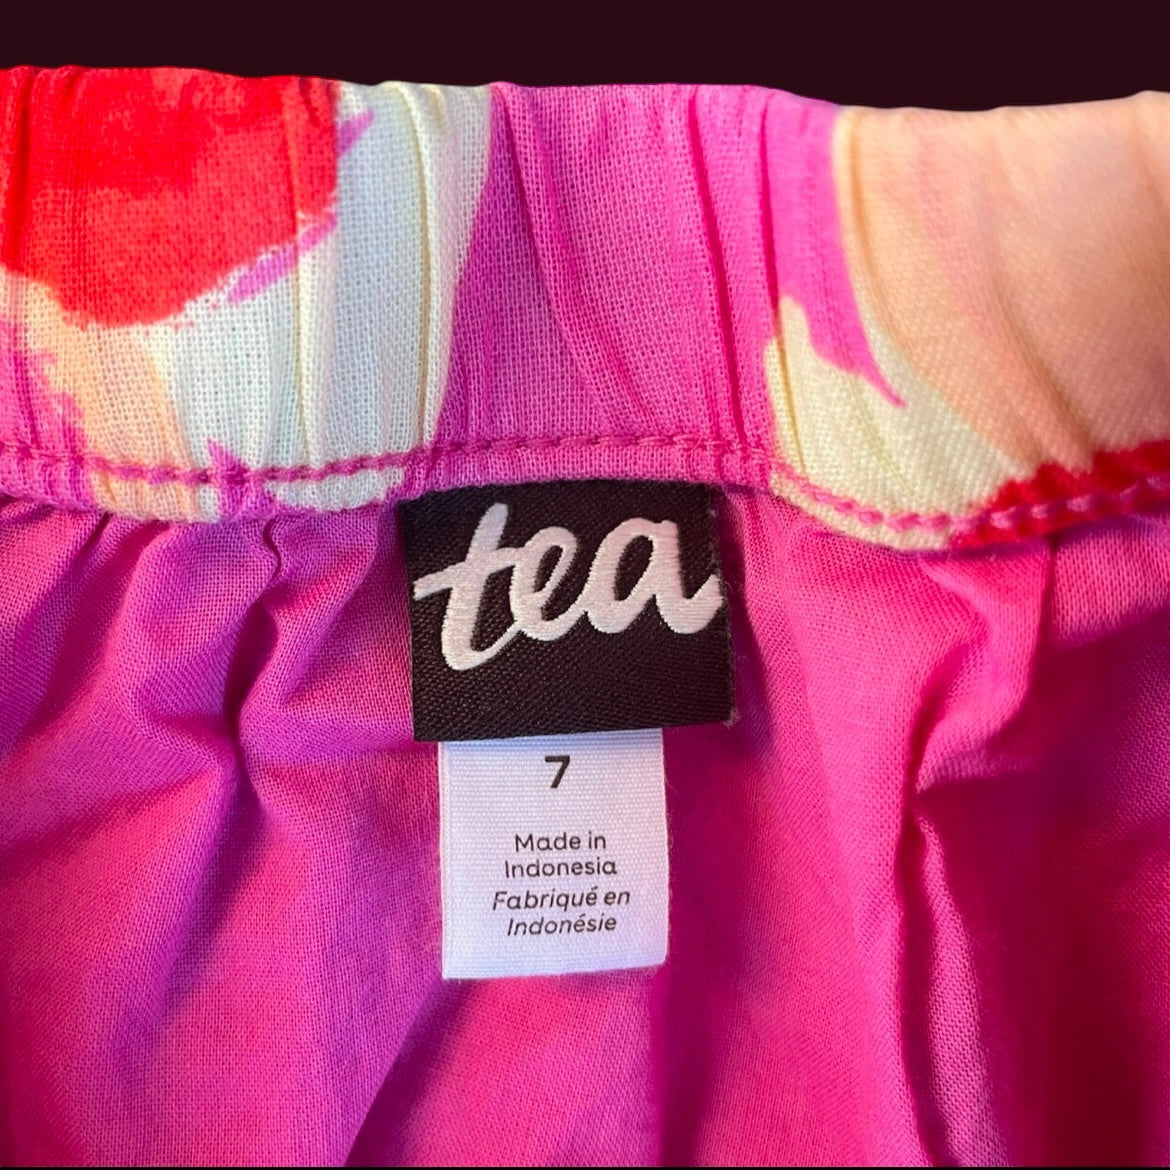 tea
7
Made in
Indonesia
Fabriqué en
Indonésie